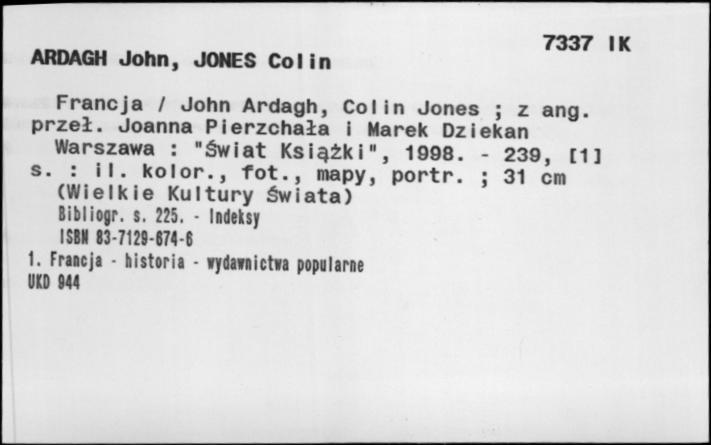 7337 IK
ARDAGH John, JONES Colin
Francja / John Ardagh, Colin Jones ; z ang.
przeł. Joanna Pierzchała i Marek Dziekan
Warszawa : "Świat Książki", 1998. - 239, [1]
s. : il. kolor., fot., mapy, portr. ; 31 cm
(Wielkie Kultury Świata)
Bibliogr. s. 225. - Indeksy
ISBN 83-7129-674-6
1. Francja - historia - wydawnictwa popularne
UKD 944